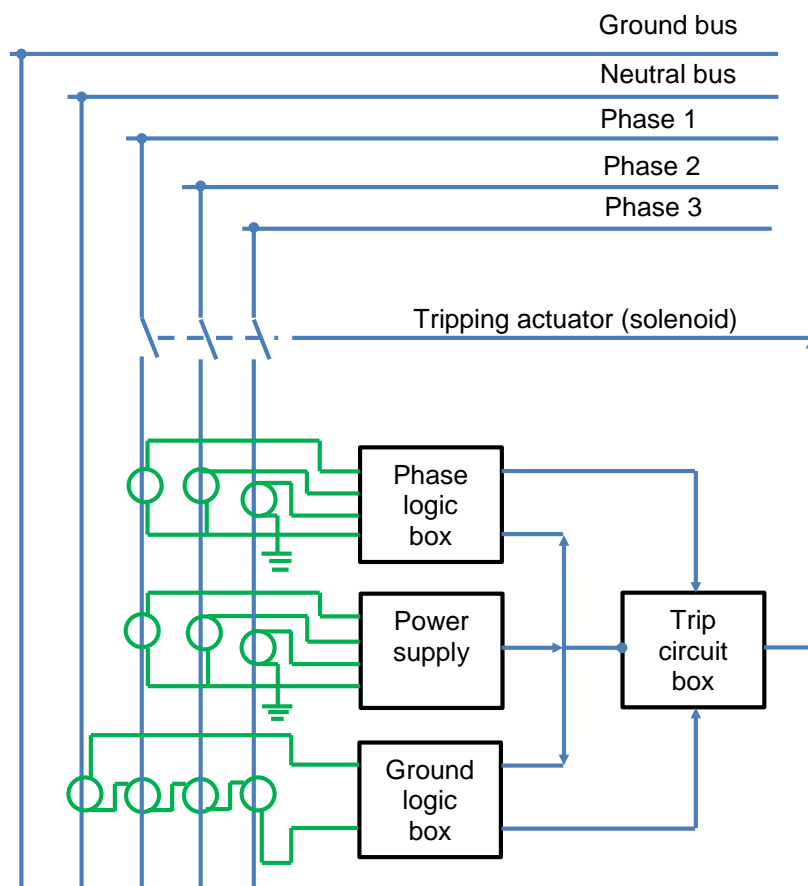 Ground bus
Neutral bus
Phase 1
Phase 2
Phase 3
Tripping actuator (solenoid)
Phase
logic
box
Power
supply
Trip
circuit
box
Ground
logic
box